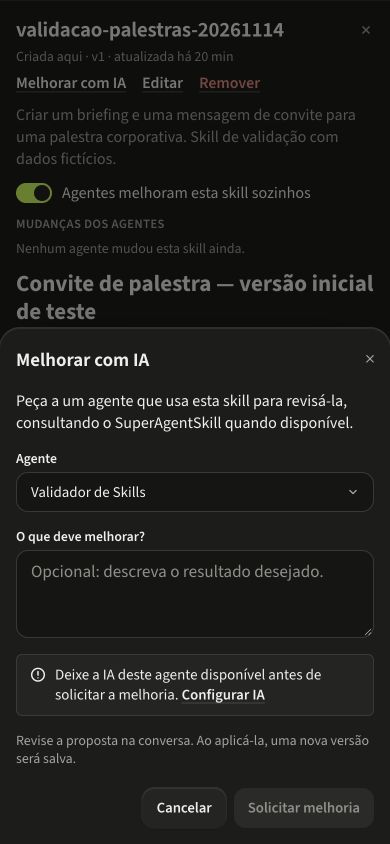 validacao-palestras-20261114
Criada aqui · v1 · atualizada há 20 min
Melhorar com IA Editar Remover
Criar um briefing e uma mensagem de convite para
uma palestra corporativa. Skill de validação com
dados fictícios.
Agentes melhoram esta skill sozinhos
MUDANÇAS DOS AGENTES
Nenhum agente mudou esta skill ainda.
Convite de palestra — versão inicial
de teste
Melhorar com IA
Peça a um agente que usa esta skill para revisá-la,
consultando o SuperAgentSkill quando disponível.
Agente
Validador de Skills
O que deve melhorar?
Opcional: descreva o resultado desejado.
Deixe a IA deste agente disponível antes de
solicitar a melhoria. Configurar IA
Revise a proposta na conversa. Ao aplicá-la, uma nova versão
será salva.
Cancelar Solicitar melhoria